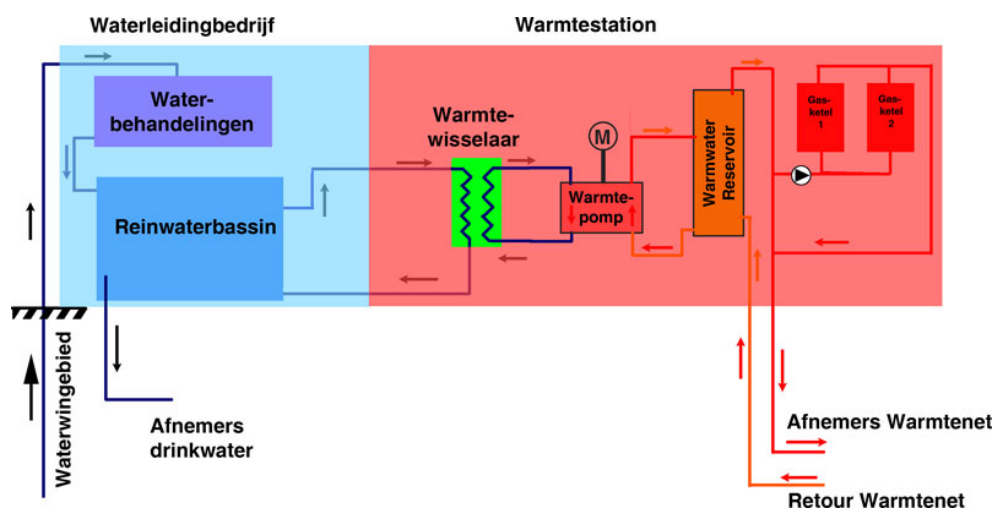 Waterleidingbedrijf
Warmtestation
Water-
behandelingen
Reinwaterbassin
Warmte-
wisselaar
M
Warmte-
pomp
Warmwater
Reservoir
Gas-
ketel
1
Gas-
ketel
2
Waterwingebied
Afnemers
drinkwater
Afnemers Warmtenet
Retour Warmtenet